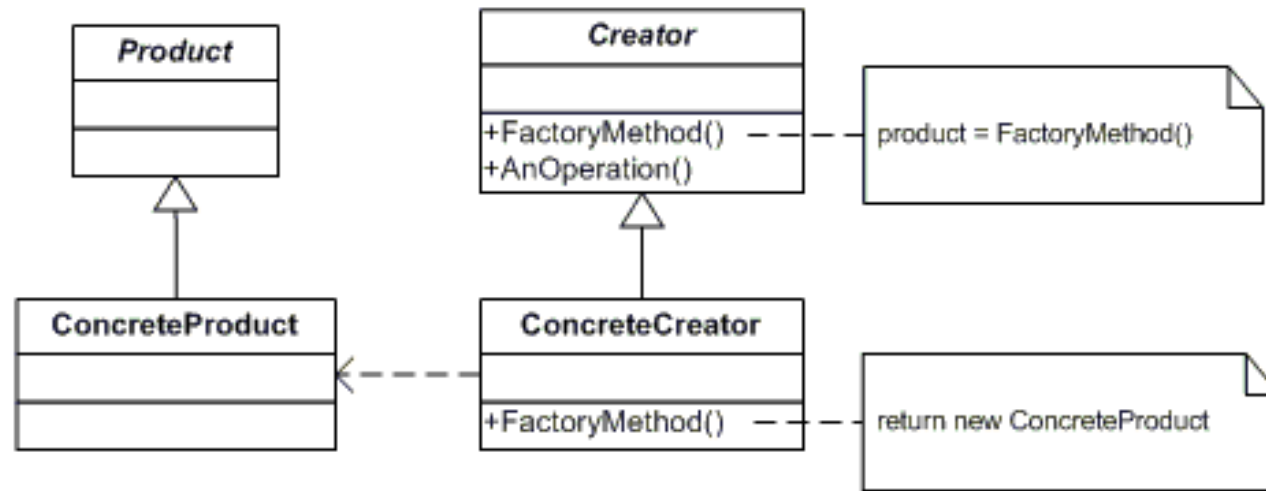 Product
Creator
+FactoryMethod()
+AnOperation()
product = FactoryMethod()
ConcreteProduct
ConcreteCreator
+FactoryMethod()
return new ConcreteProduct